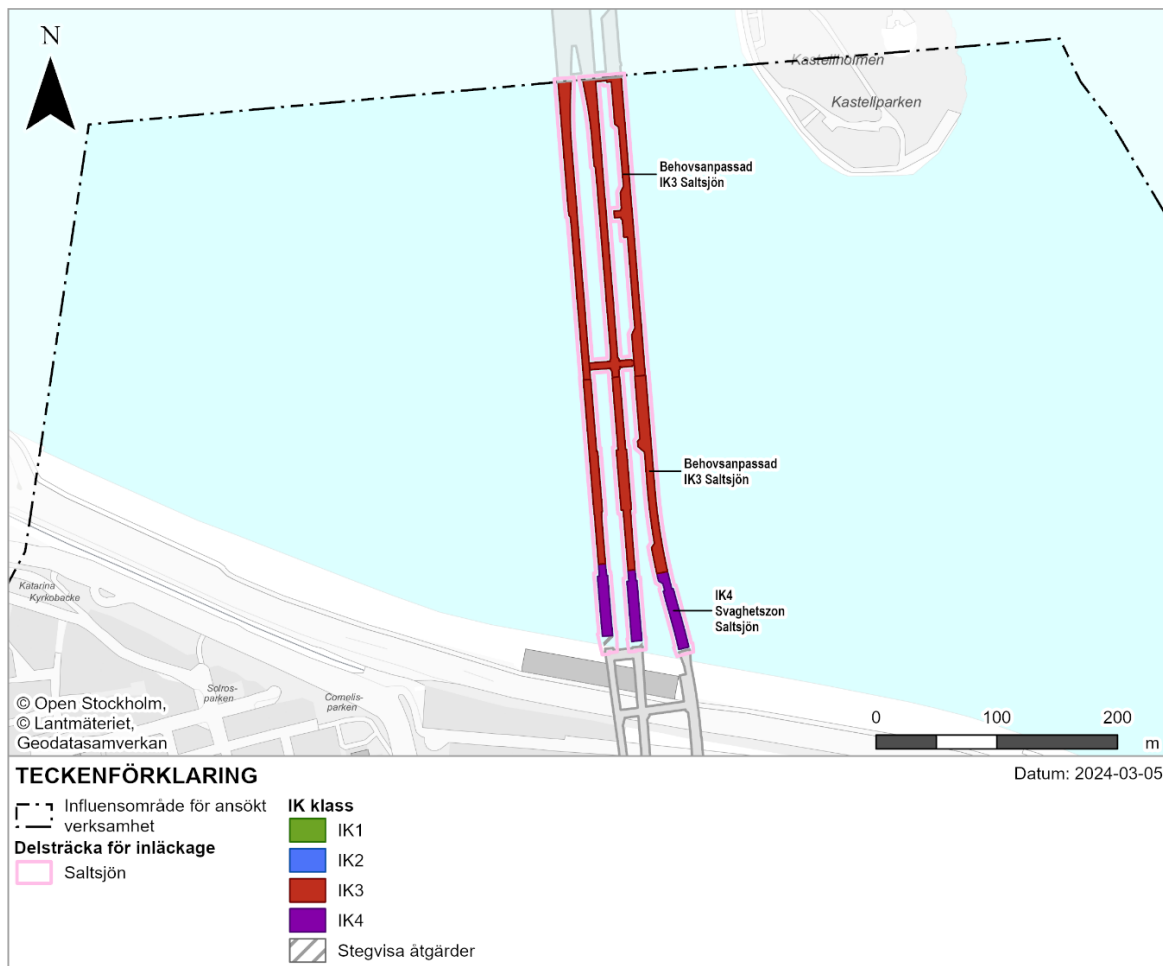 N
Kastellholmen
Kastellparken
Behovsanpassad
IK3 Saltsjön
Behovsanpassad
IK3 Saltsjön
IK4
Svaghetszon
Saltsjön
Katarina
Kyrkobacke
Solros-
parken
Cornelis-
parken
© Open Stockholm,
© Lantmäteriet,
Geodatasamverkan
0 100 200
m
TECKENFÖRKLARING
Datum: 2024-03-05
Influensområde för ansökt
verksamhet
Delsträcka för inläckage
Saltsjön
IK klass
IK1
IK2
IK3
IK4
Stegvisa åtgärder